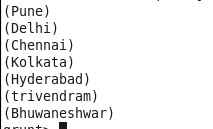 (Pune)
(Delhi)
(Chennai)
(Kolkata)
(Hyderabad)
(trivendram)
(Bhuwaneshwar)
grunt>